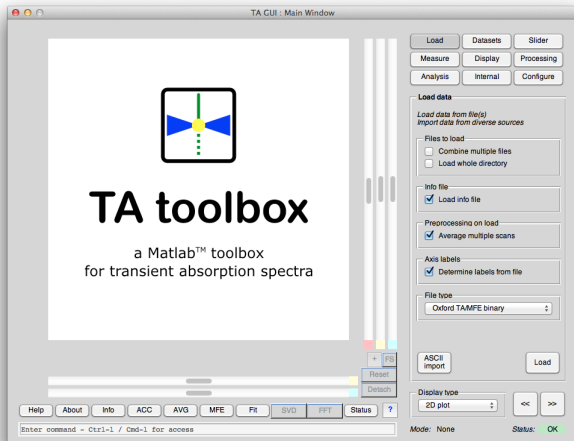 TA GUI : Main Window
Load Datasets Slider
Measure Display Processing
Analysis Internal Configure
Load data
Load data from file(s)
Import data from diverse sources
Files to load
Combine multiple files
Load whole directory
Info file
Load info file
Preprocessing on load
Average multiple scans
Axis labels
Determine labels from file
File type
Oxford TA/MFE binary
ASCII
import
Load
Display type
2D plot
<< >>
Mode: None Status: OK
TA toolbox
a Matlab™ toolbox
for transient absorption spectra
+ FS
Reset
Detach
Help About Info ACC AVG MFE Fit SVD FFT Status ?
Enter command - Ctrl-l / Cmd-l for access